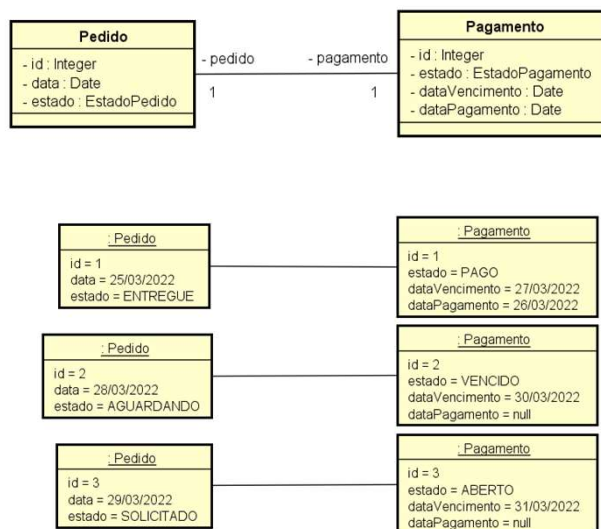 Pedido
- id : Integer
- data : Date
- estado : EstadoPedido
- pedido
1
- pagamento
1
Pagamento
- id : Integer
- estado : EstadoPagamento
- dataVencimento : Date
- dataPagamento : Date
: Pedido
id = 1
data = 25/03/2022
estado = ENTREGUE
: Pagamento
id = 1
estado = PAGO
dataVencimento = 27/03/2022
dataPagamento = 26/03/2022
: Pedido
id = 2
data = 28/03/2022
estado = AGUARDANDO
: Pagamento
id = 2
estado = VENCIDO
dataVencimento = 30/03/2022
dataPagamento = null
: Pedido
id = 3
data = 29/03/2022
estado = SOLICITADO
: Pagamento
id = 3
estado = ABERTO
dataVencimento = 31/03/2022
dataPagamento = null